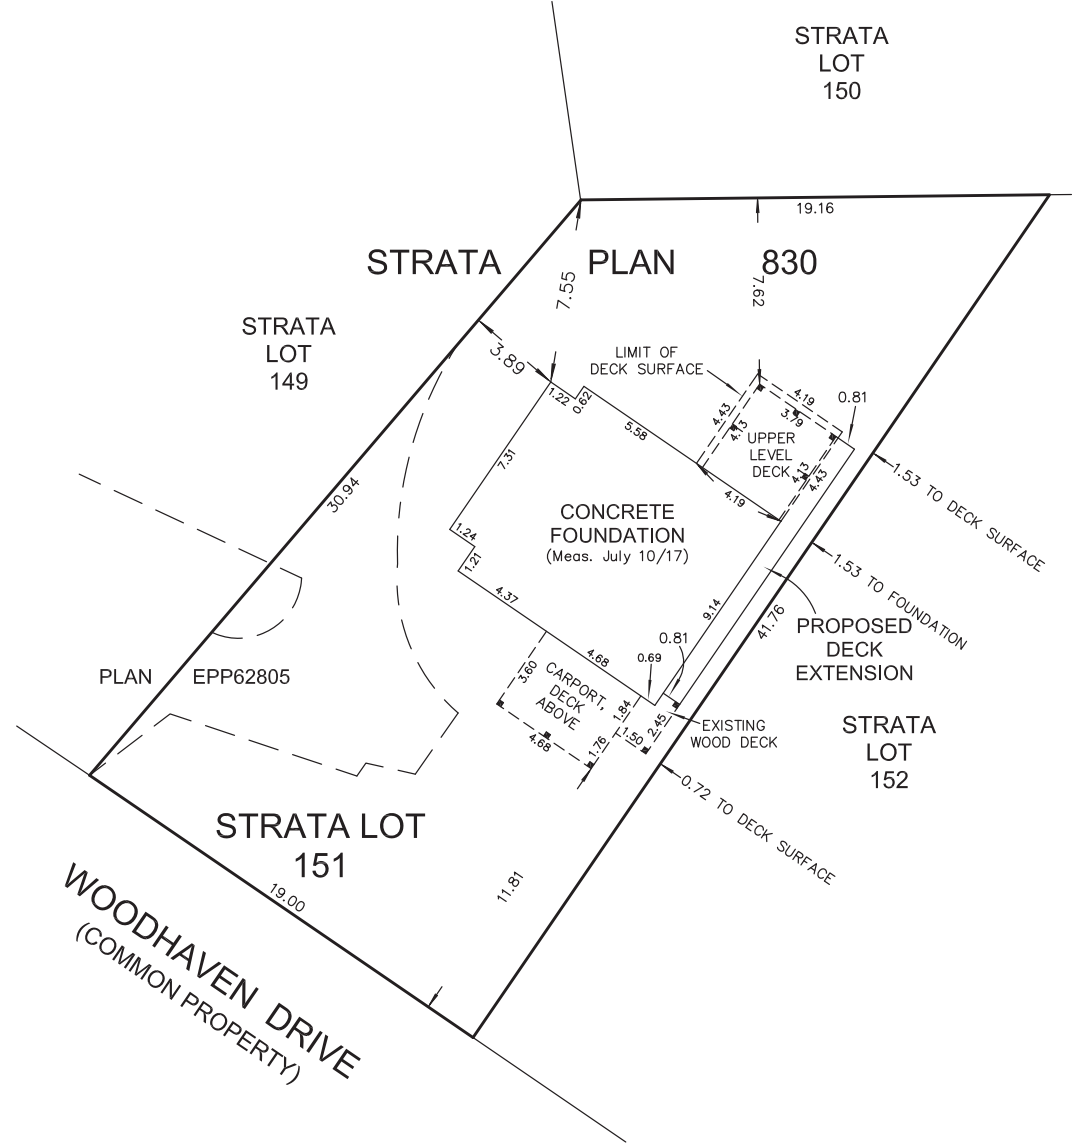 STRATA
LOT
150
19.16
STRATA PLAN 830
7.55
7.62
STRATA
LOT
149
3.89
LIMIT OF
DECK SURFACE
1.22
0.62
5.58
4.43
4.13
4.19
3.79
0.81
UPPER
LEVEL
DECK
4.13
4.43
4.19
7.31
30.94
1.53 TO DECK SURFACE
CONCRETE
FOUNDATION
(Meas. July 10/17)
1.24
1.21
4.37
1.53 TO FOUNDATION
9.14
41.76
PROPOSED
DECK
EXTENSION
0.81
0.69
4.68
3.60
CARPORT,
DECK
ABOVE
PLAN EPP62805
1.84
1.50
2.45
1.76
4.68
EXISTING
WOOD DECK
STRATA
LOT
152
0.72 TO DECK SURFACE
STRATA LOT
151
11.81
19.00
WOODHAVEN DRIVE
(COMMON PROPERTY)